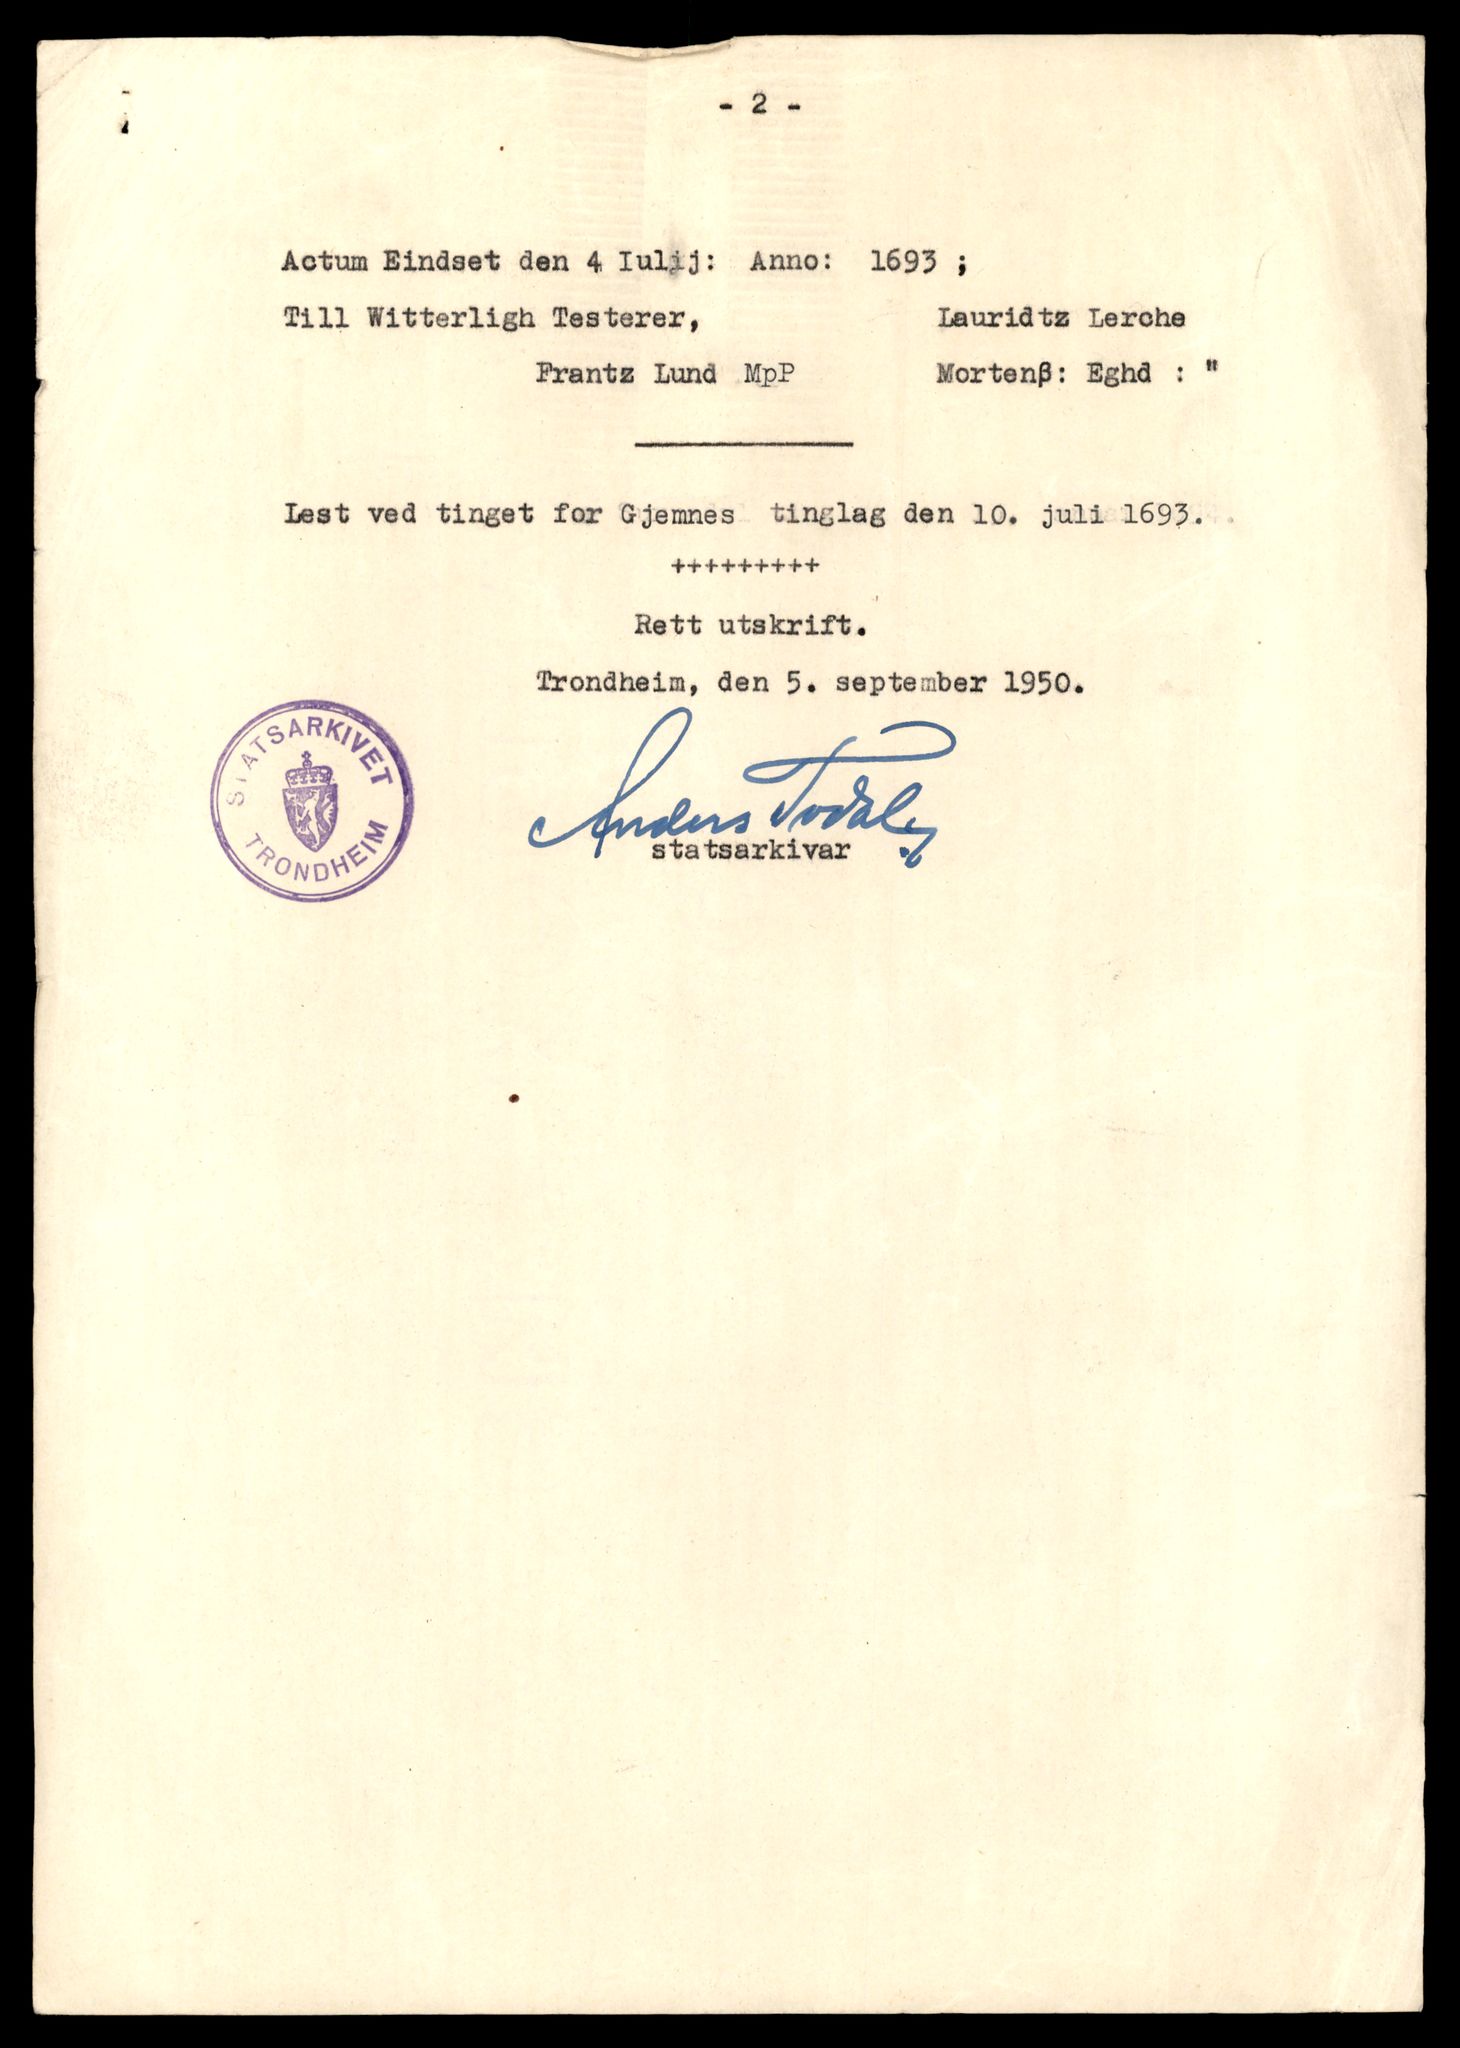 - 2 -
Actum Eindset den 4 Iulij: Anno: 1693 ;
Till Witterligh Testerer, Lauridtz Lerche
Frantz Lund MpP Mortenβ: Eghd : "
Lest ved tinget for Gjemnes tinglag den 10. juli 1693.
+++++++++
Rett utskrift.
Trondheim, den 5. september 1950.
STATSARKIVET
TRONDHEIM
Anders Todal
statsarkivar